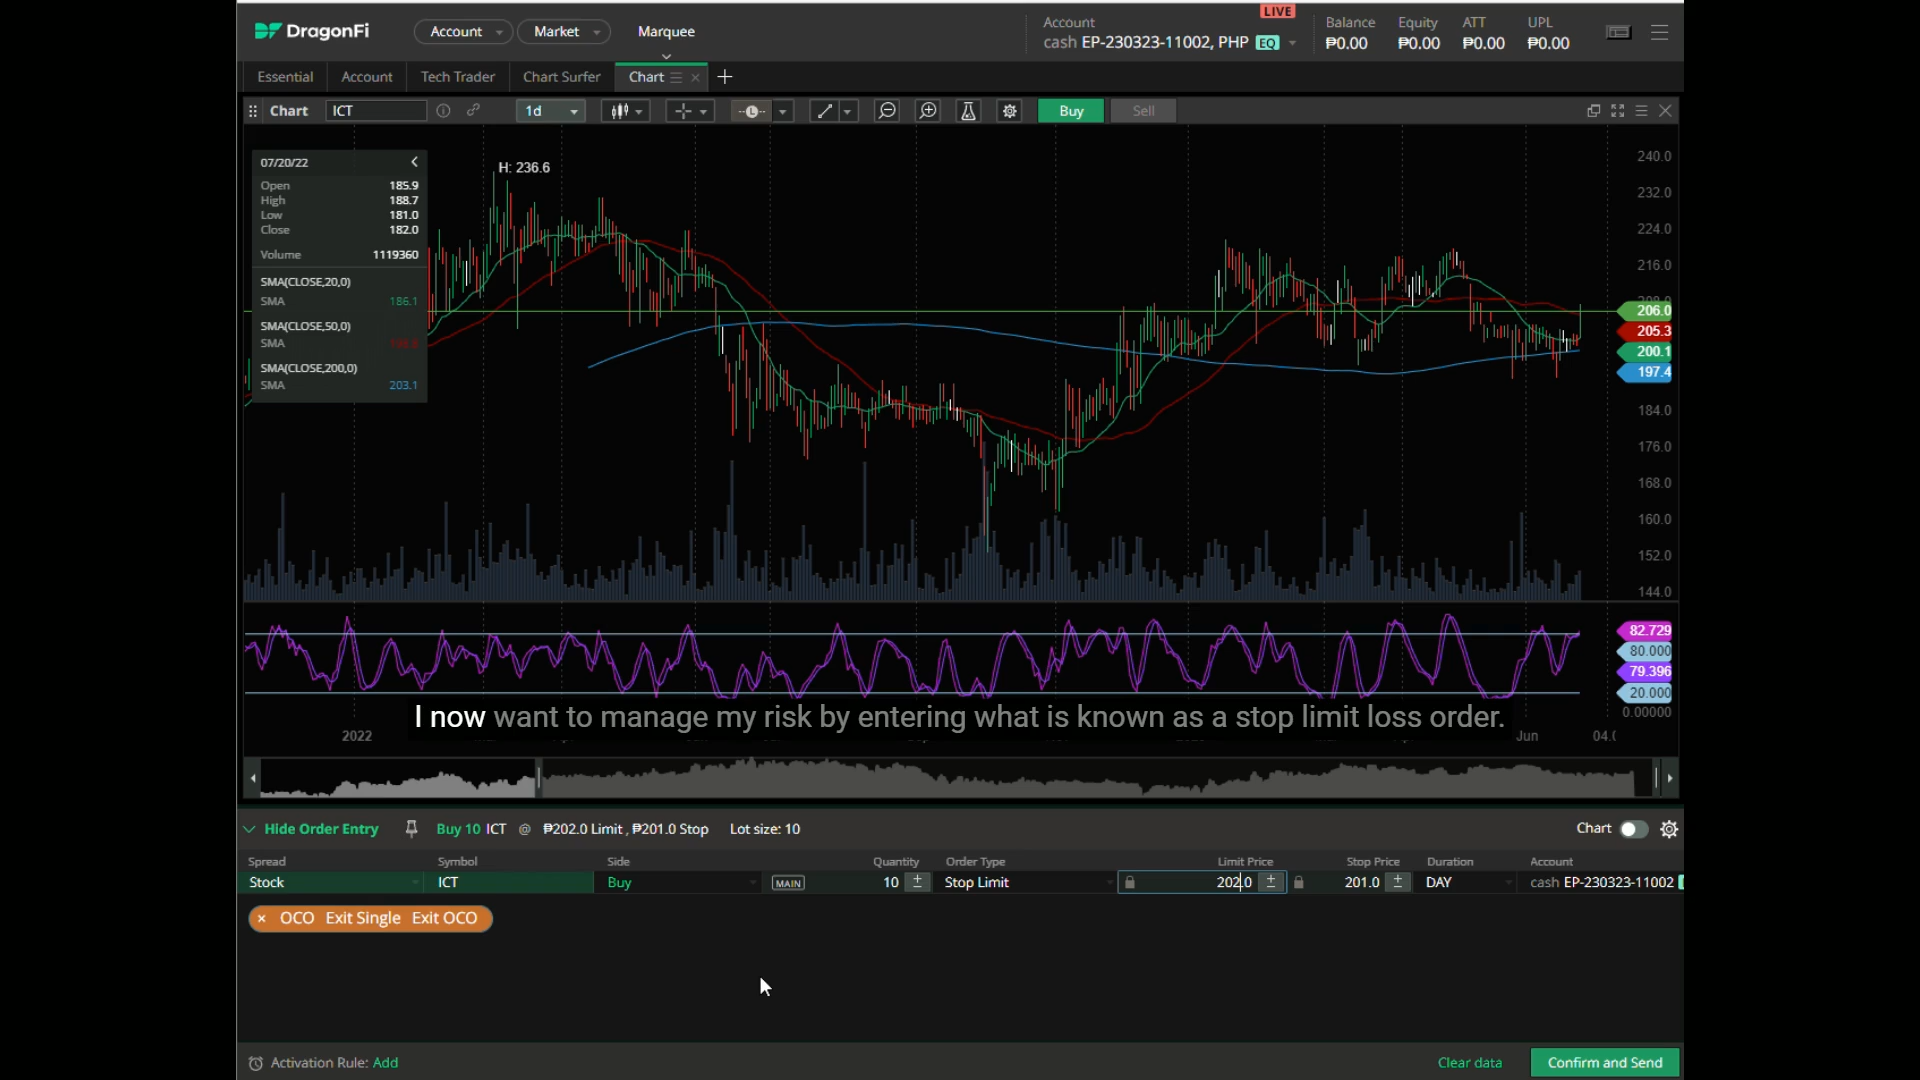 DragonFi
Account
Market
Marquee
LIVE
Account
cash EP-230323-11002, PHP EQ
Balance
₱0.00
Equity
₱0.00
ATT
₱0.00
UPL
₱0.00
Essential
Account
Tech Trader
Chart Surfer
Chart
Chart
ICT
1d
Buy
Sell
07/20/22
Open 185.9
High 188.7
Low 181.0
Close 182.0
Volume 1119360
SMA(CLOSE,20,0)
SMA 186.1
SMA(CLOSE,50,0)
SMA
SMA(CLOSE,200,0)
SMA 203.1
H: 236.6
240.0
232.0
224.0
216.0
206.0
205.3
200.1
197.4
184.0
176.0
168.0
160.0
152.0
144.0
82.729
80.000
79.396
20.000
0.00000
I now want to manage my risk by entering what is known as a stop limit loss order.
2022
Jun
Hide Order Entry
Buy 10 ICT @ ₱202.0 Limit , ₱201.0 Stop
Lot size: 10
Chart
Spread Symbol Side Quantity Order Type Limit Price Stop Price Duration Account
Stock ICT Buy MAIN 10 Stop Limit 202.0 201.0 DAY cash EP-230323-11002
× OCO Exit Single Exit OCO
Activation Rule: Add
Clear data
Confirm and Send